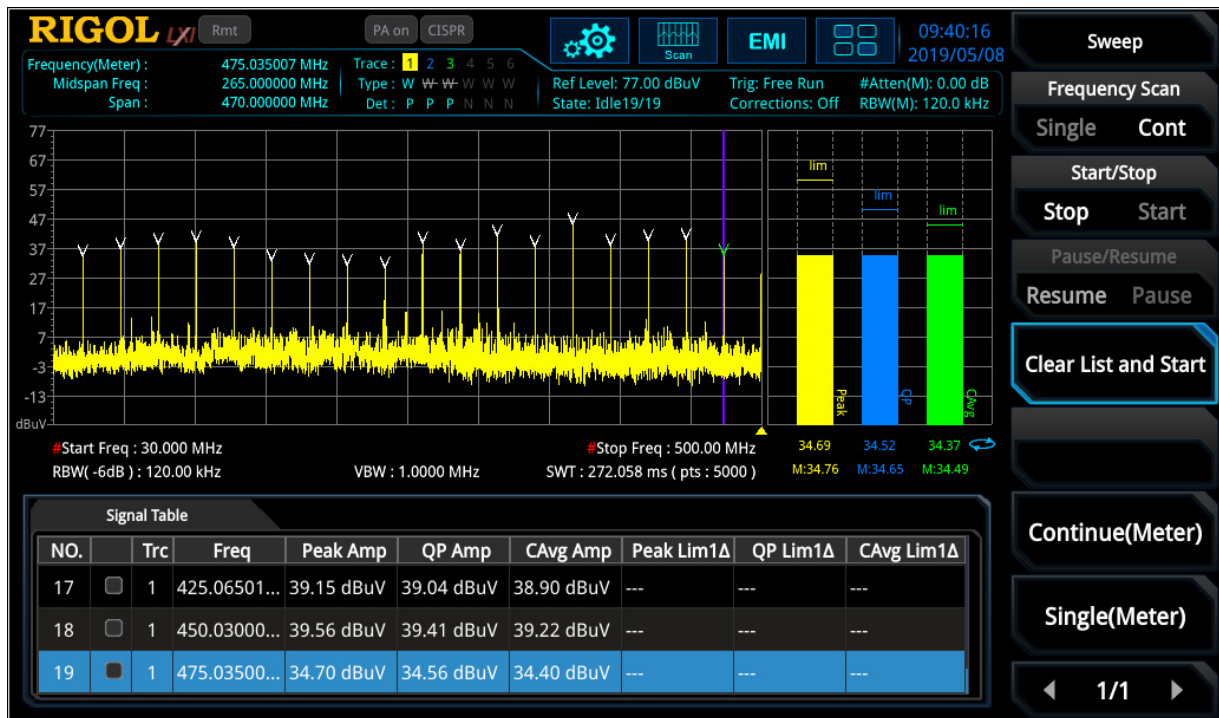 RIGOL LXI Rmt PA on CISPR
Scan
EMI
09:40:16
2019/05/08
Frequency(Meter) : 475.035007 MHz
Midspan Freq : 265.000000 MHz
Span : 470.000000 MHz
Trace : 1 2 3 4 5 6
Type : W W W W W W
Det : P P P N N N
Ref Level: 77.00 dBuV Trig: Free Run #Atten(M): 0.00 dB
State: Idle19/19 Corrections: Off RBW(M): 120.0 kHz
77
67
57
47
37
27
17
7
-3
-13
dBuV
lim
lim
lim
Peak
QP
CAvg
#Start Freq : 30.000 MHz #Stop Freq : 500.00 MHz
RBW( -6dB ) : 120.00 kHz VBW : 1.0000 MHz SWT : 272.058 ms ( pts : 5000 )
34.69 34.52 34.37
M:34.76 M:34.65 M:34.49
Signal Table
NO. Trc Freq Peak Amp QP Amp CAvg Amp Peak Lim1Δ QP Lim1Δ CAvg Lim1Δ
17 1 425.06501... 39.15 dBuV 39.04 dBuV 38.90 dBuV --- --- ---
18 1 450.03000... 39.56 dBuV 39.41 dBuV 39.22 dBuV --- --- ---
19 1 475.03500... 34.70 dBuV 34.56 dBuV 34.40 dBuV --- --- ---
Sweep
Frequency Scan
Single Cont
Start/Stop
Stop Start
Pause/Resume
Resume Pause
Clear List and Start
Continue(Meter)
Single(Meter)
1/1